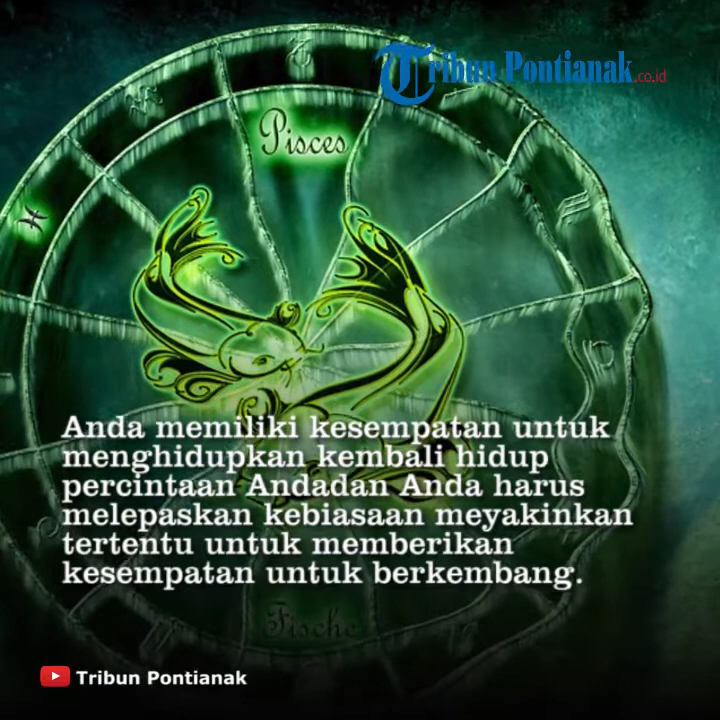 Tribun Pontianak.co.id
Pisces
Anda memiliki kesempatan untuk
menghidupkan kembali hidup
percintaan Andadan Anda harus
melepaskan kebiasaan meyakinkan
tertentu untuk memberikan
kesempatan untuk berkembang.
Fische
Tribun Pontianak